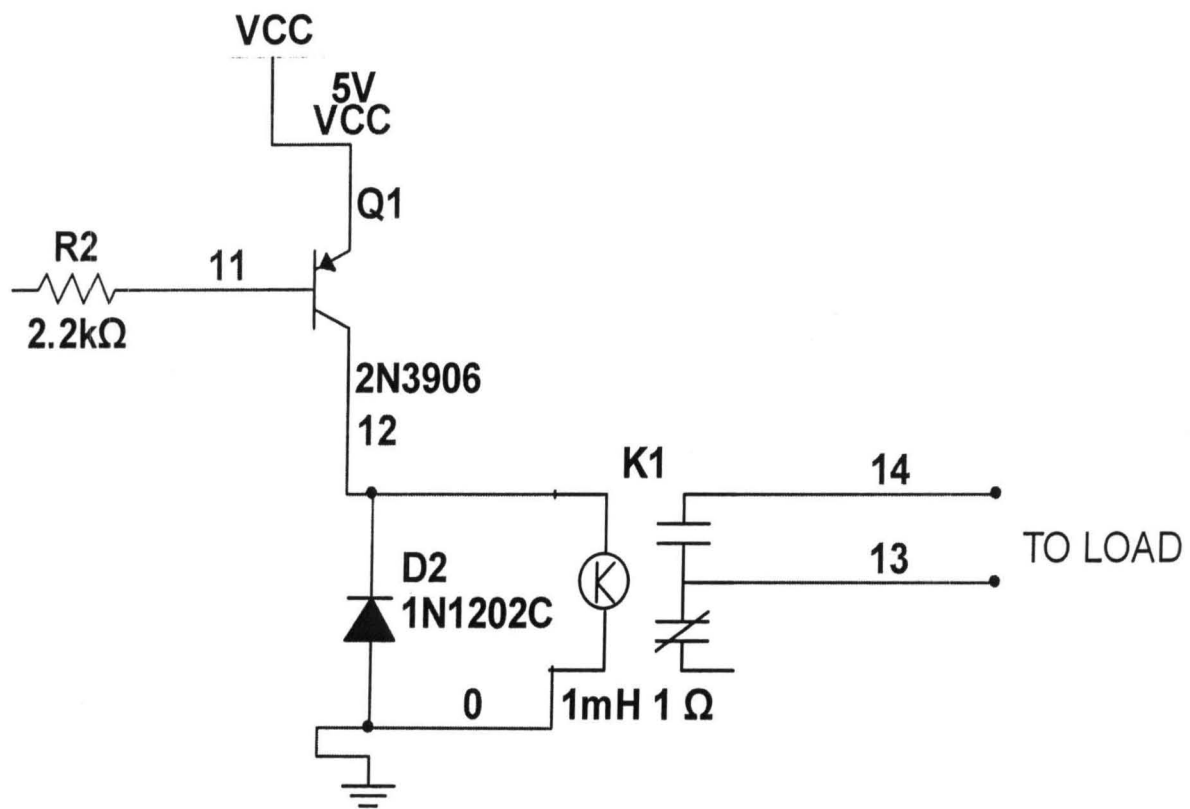 VCC
5V
VCC
Q1
R2
11
2.2kΩ
2N3906
12
K1
14
TO LOAD
13
D2
1N1202C
K
0
1mH 1 Ω